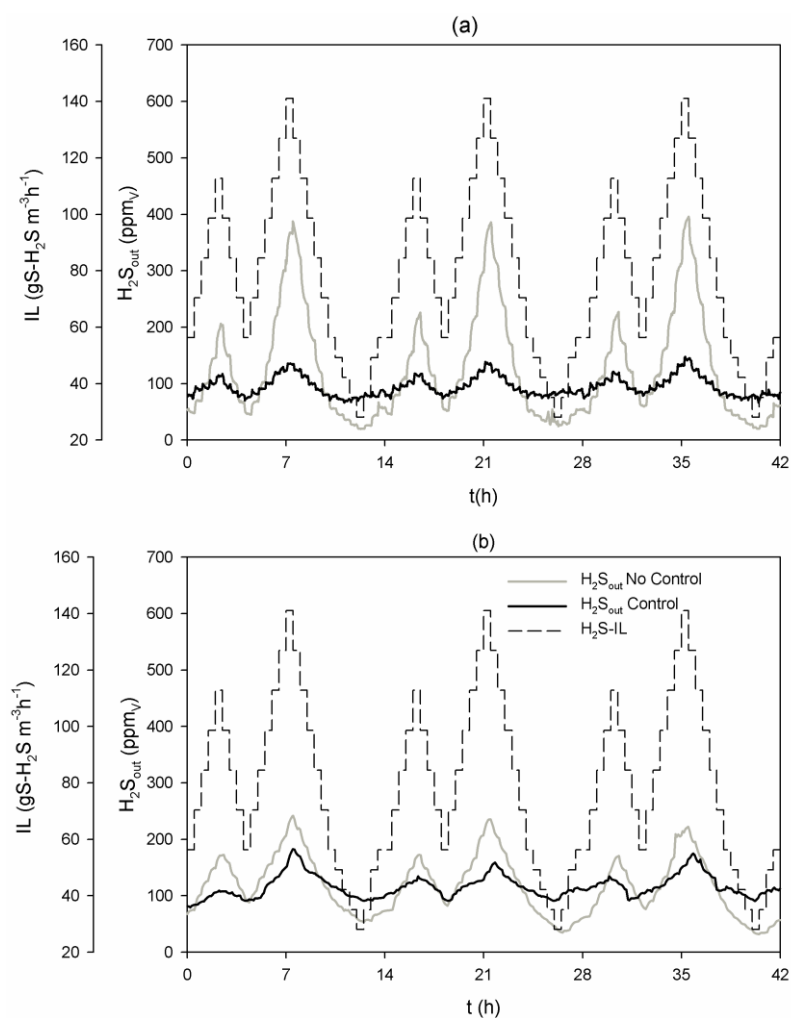 (a)
160
140
120
100
80
60
40
20
IL (gS-H₂S m⁻³h⁻¹)
700
600
500
400
300
200
100
0
H₂Sout (ppmV)
0 7 14 21 28 35 42
t(h)
(b)
160
140
120
100
80
60
40
20
IL (gS-H₂S m⁻³h⁻¹)
700
600
500
400
300
200
100
0
H₂Sout (ppmV)
H₂Sout No Control
H₂Sout Control
H₂S-IL
0 7 14 21 28 35 42
t (h)